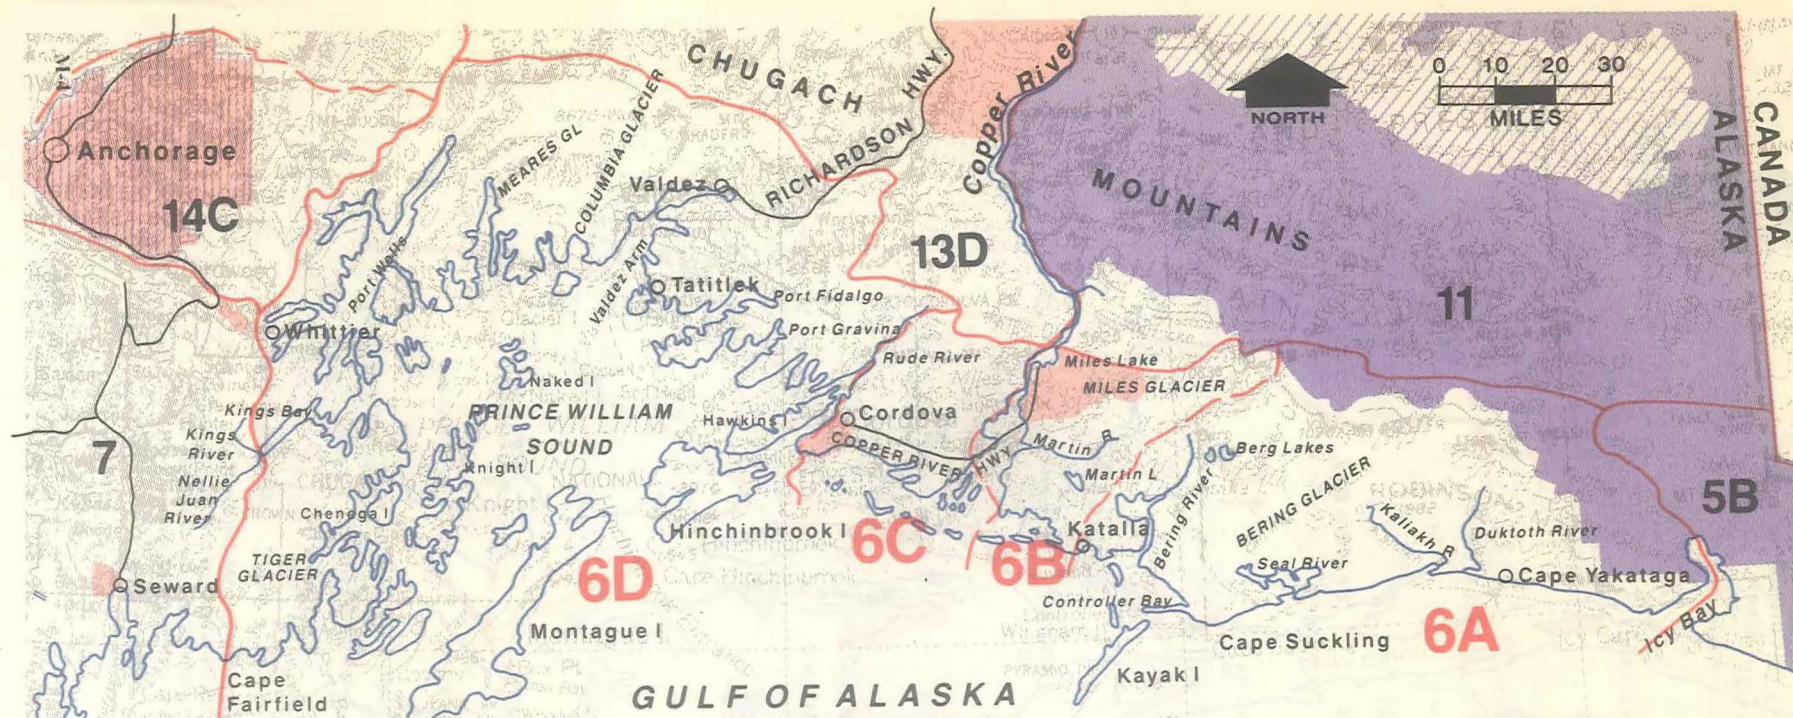 CHUGACH
MOUNTAINS
HWY.
RICHARDSON
Copper River
0 10 20 30
MILES
NORTH
ALASKA
CANADA
Anchorage
14C
MEARES GL
COLUMBIA GLACIER
Valdez
Valdez Arm
Port Wells
13D
11
Tatitlek
Port Fidalgo
Port Gravina
Rude River
Whittier
Miles Lake
MILES GLACIER
Naked I
PRINCE WILLIAM
SOUND
Hawkins I
Cordova
COPPER RIVER
HWY
Kings Bay
Kings
River
7
Knight I
Martin R
Martin L
Berg Lakes
Nellie
Juan
River
Chenega I
Hinchinbrook I
6C
6B
Katalla
Bering River
BERING GLACIER
Kaliakh R
Duktoth River
5B
TIGER
GLACIER
Seward
6D
Seal River
Cape Yakataga
Controller Bay
Montague I
Cape Suckling
6A
Icy Bay
Kayak I
Cape
Fairfield
GULF OF ALASKA